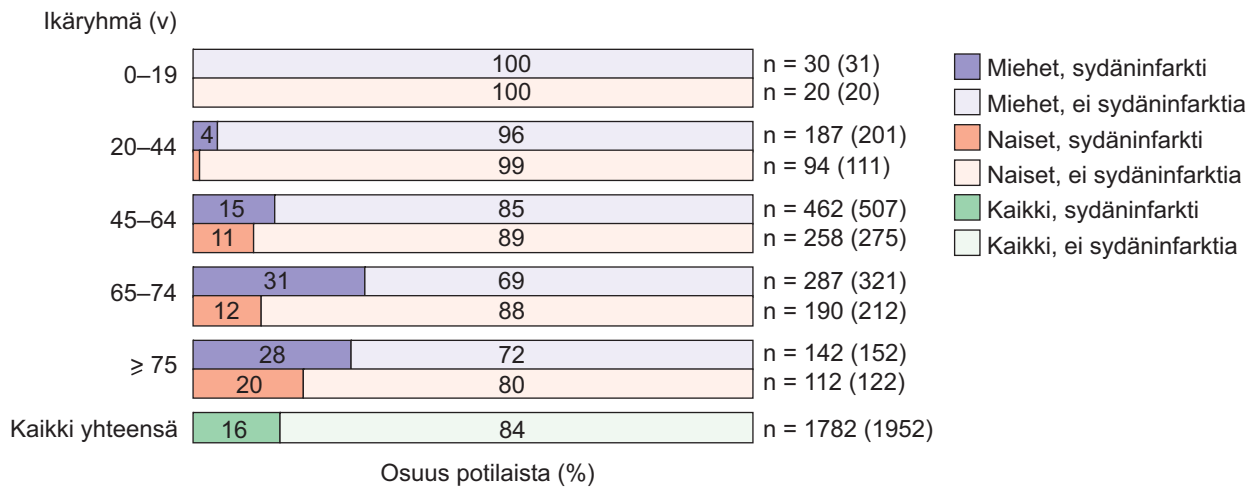 Ikäryhmä (v)
0–19
100
n = 30 (31)
100
n = 20 (20)
20–44
4
96
n = 187 (201)
99
n = 94 (111)
45–64
15
85
n = 462 (507)
11
89
n = 258 (275)
65–74
31
69
n = 287 (321)
12
88
n = 190 (212)
⩾ 75
28
72
n = 142 (152)
20
80
n = 112 (122)
Kaikki yhteensä
16
84
n = 1782 (1952)
Osuus potilaista (%)
Miehet, sydäninfarkti
Miehet, ei sydäninfarktia
Naiset, sydäninfarkti
Naiset, ei sydäninfarktia
Kaikki, sydäninfarkti
Kaikki, ei sydäninfarktia